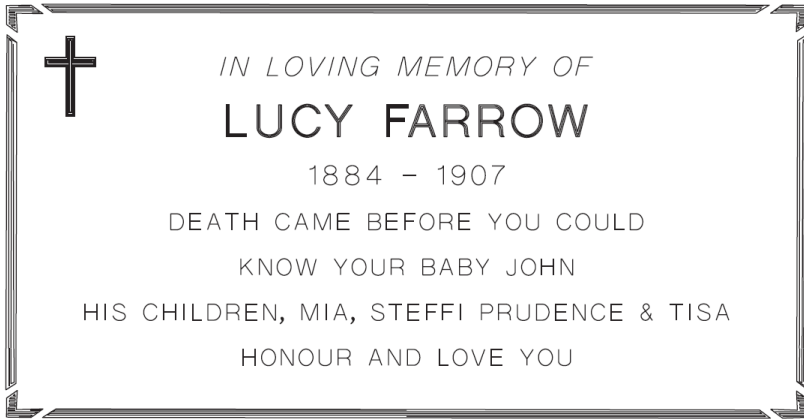 IN LOVING MEMORY OF
LUCY FARROW
1884 - 1907
DEATH CAME BEFORE YOU COULD
KNOW YOUR BABY JOHN
HIS CHILDREN, MIA, STEFFI PRUDENCE & TISA
HONOUR AND LOVE YOU